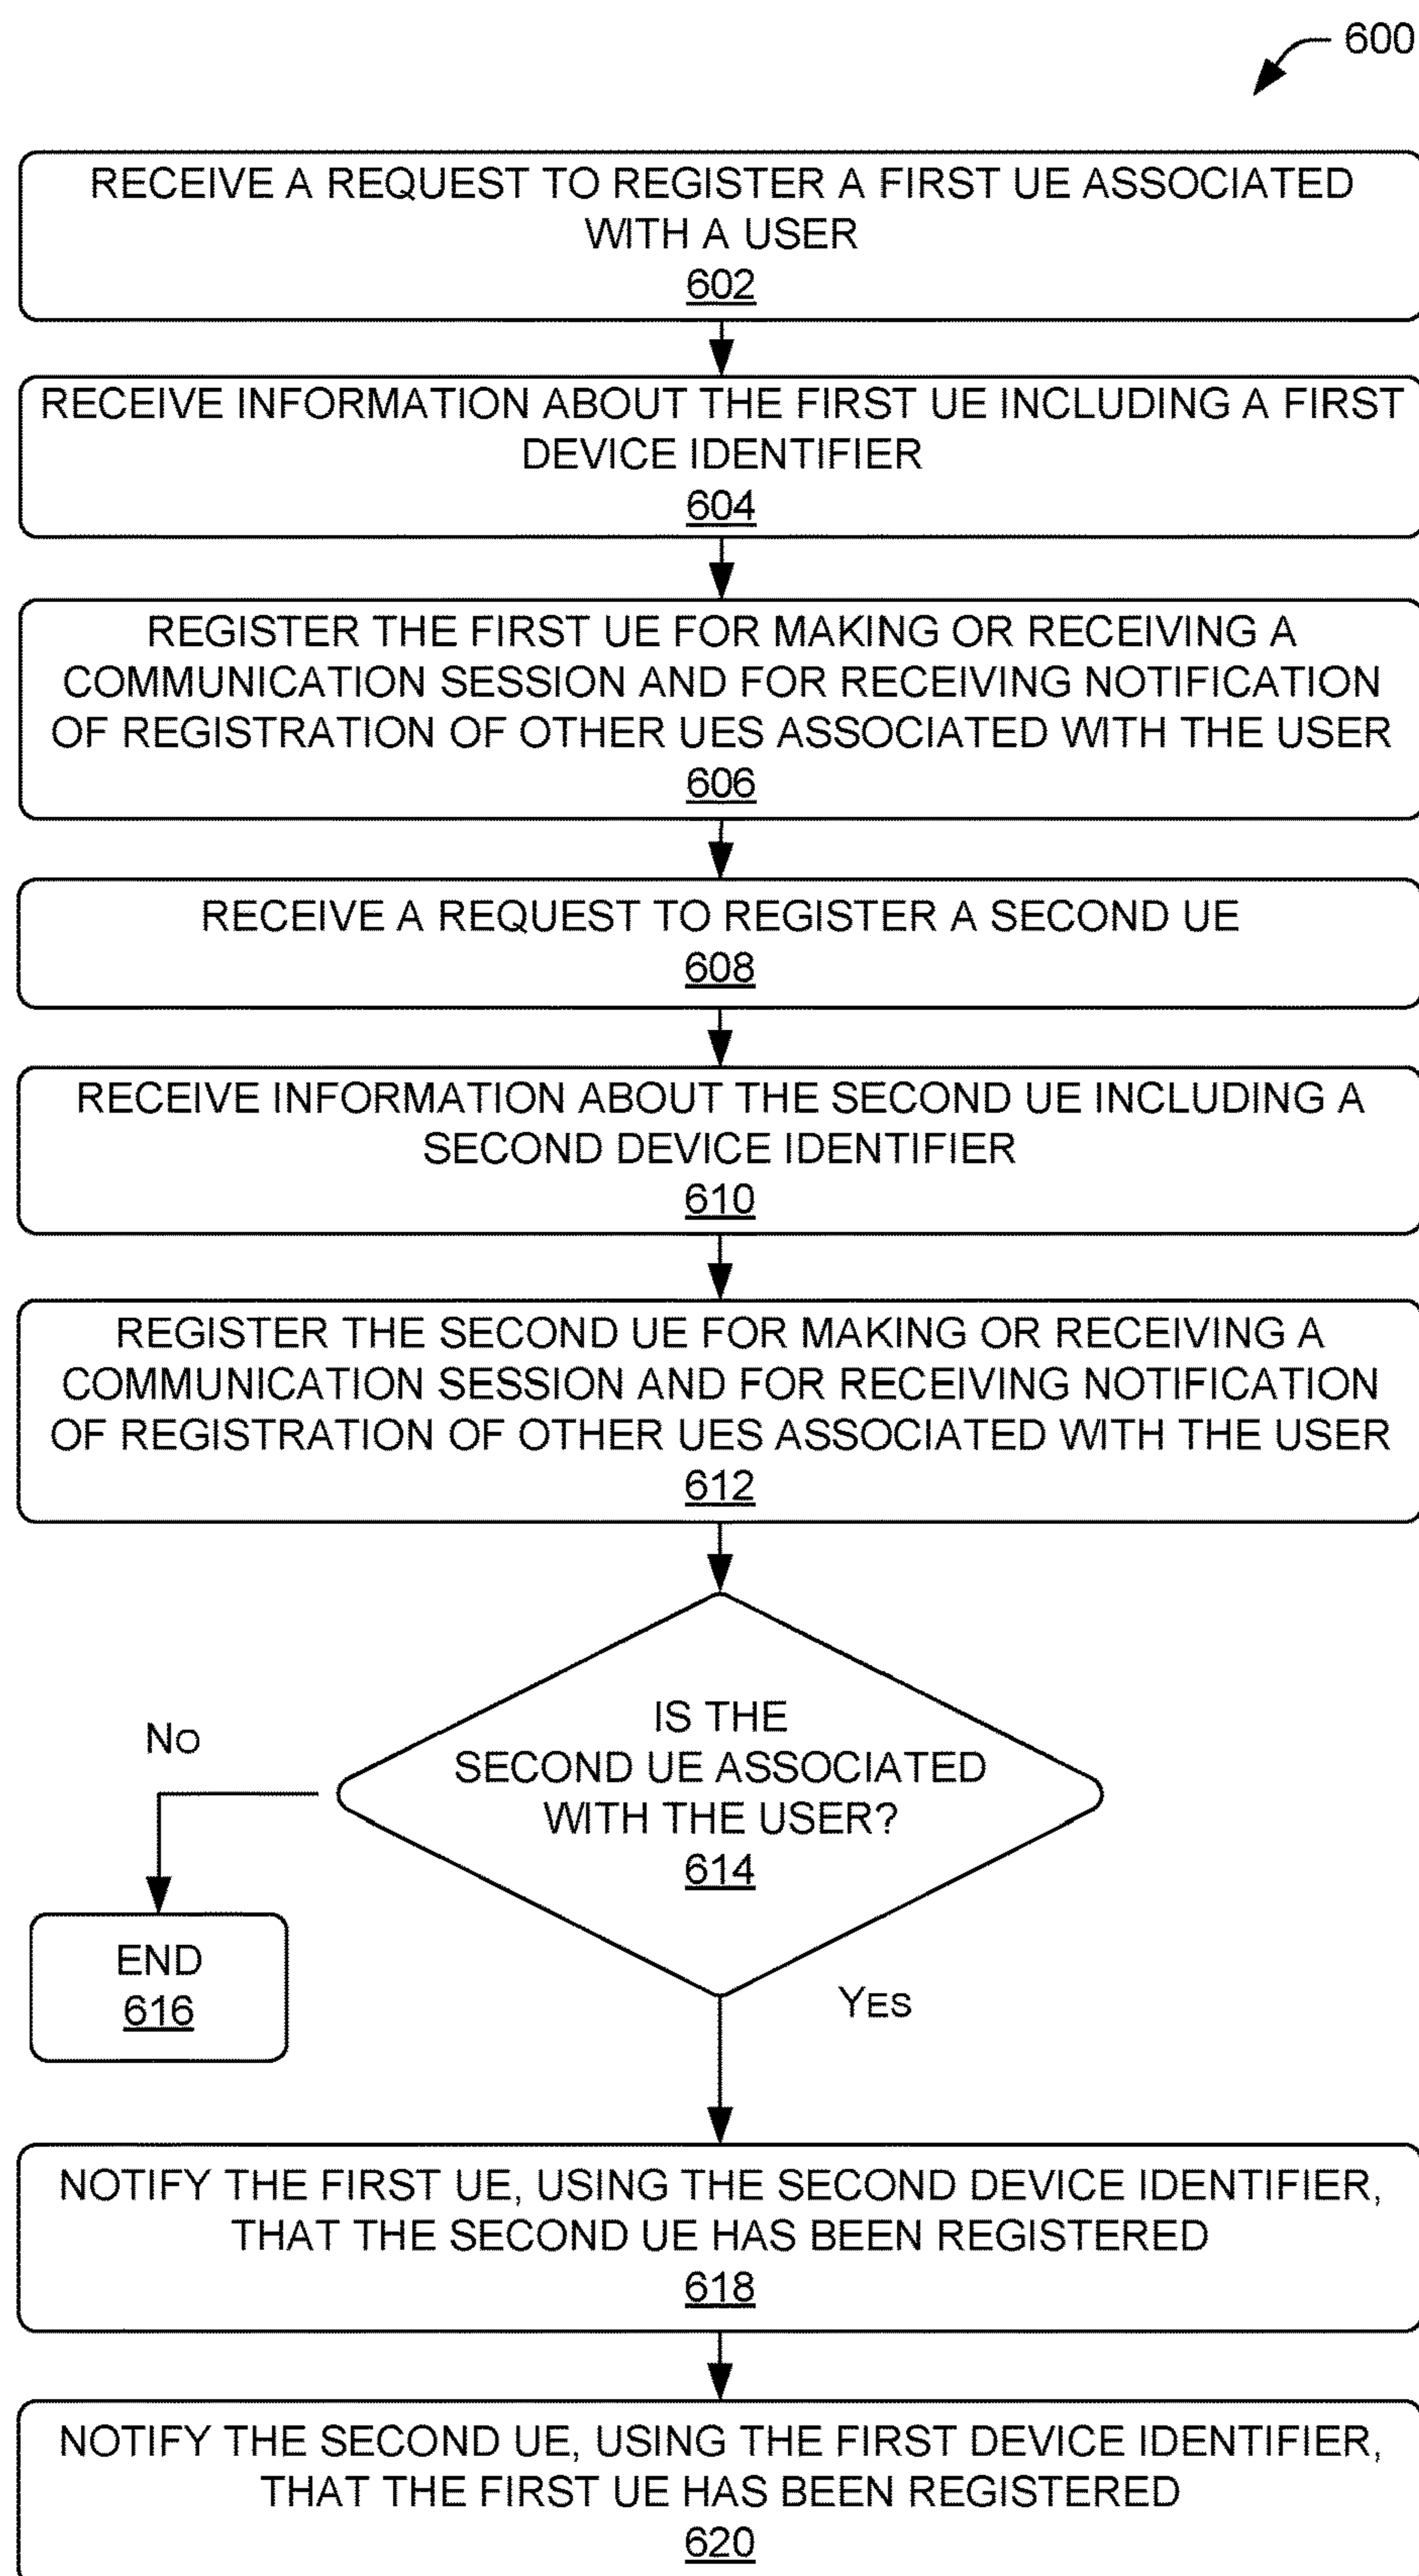 600
RECEIVE A REQUEST TO REGISTER A FIRST UE ASSOCIATED
WITH A USER
602
RECEIVE INFORMATION ABOUT THE FIRST UE INCLUDING A FIRST
DEVICE IDENTIFIER
604
REGISTER THE FIRST UE FOR MAKING OR RECEIVING A
COMMUNICATION SESSION AND FOR RECEIVING NOTIFICATION
OF REGISTRATION OF OTHER UES ASSOCIATED WITH THE USER
606
RECEIVE A REQUEST TO REGISTER A SECOND UE
608
RECEIVE INFORMATION ABOUT THE SECOND UE INCLUDING A
SECOND DEVICE IDENTIFIER
610
REGISTER THE SECOND UE FOR MAKING OR RECEIVING A
COMMUNICATION SESSION AND FOR RECEIVING NOTIFICATION
OF REGISTRATION OF OTHER UES ASSOCIATED WITH THE USER
612
IS THE
SECOND UE ASSOCIATED
WITH THE USER?
614
NO
END
616
YES
NOTIFY THE FIRST UE, USING THE SECOND DEVICE IDENTIFIER,
THAT THE SECOND UE HAS BEEN REGISTERED
618
NOTIFY THE SECOND UE, USING THE FIRST DEVICE IDENTIFIER,
THAT THE FIRST UE HAS BEEN REGISTERED
620